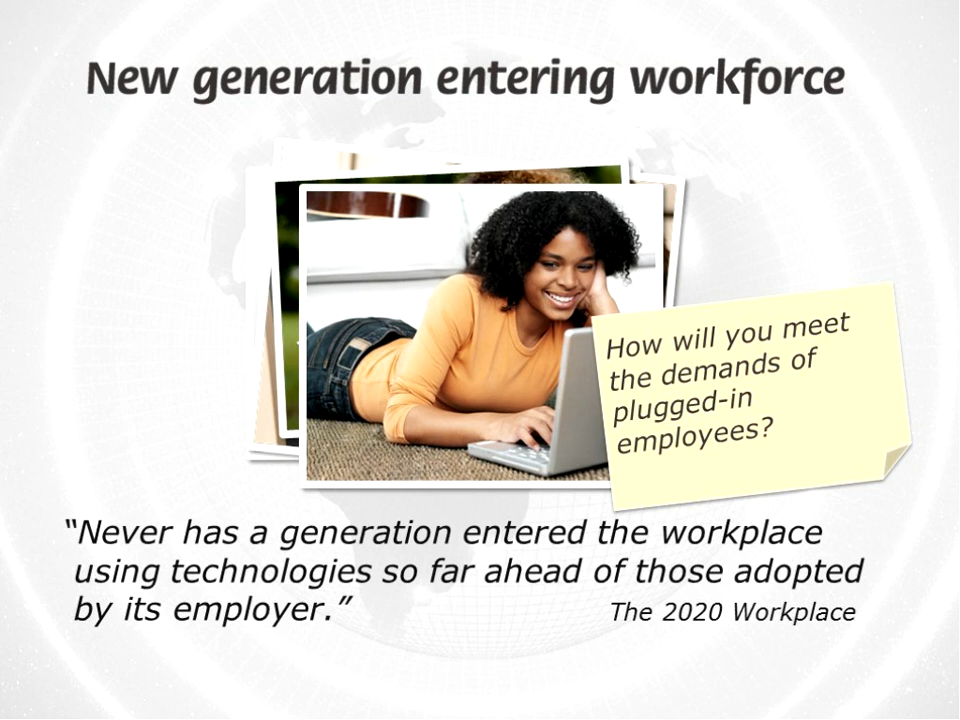 New generation entering workforce
How will you meet
the demands of
plugged-in
employees?
“Never has a generation entered the workplace
using technologies so far ahead of those adopted
by its employer.” The 2020 Workplace